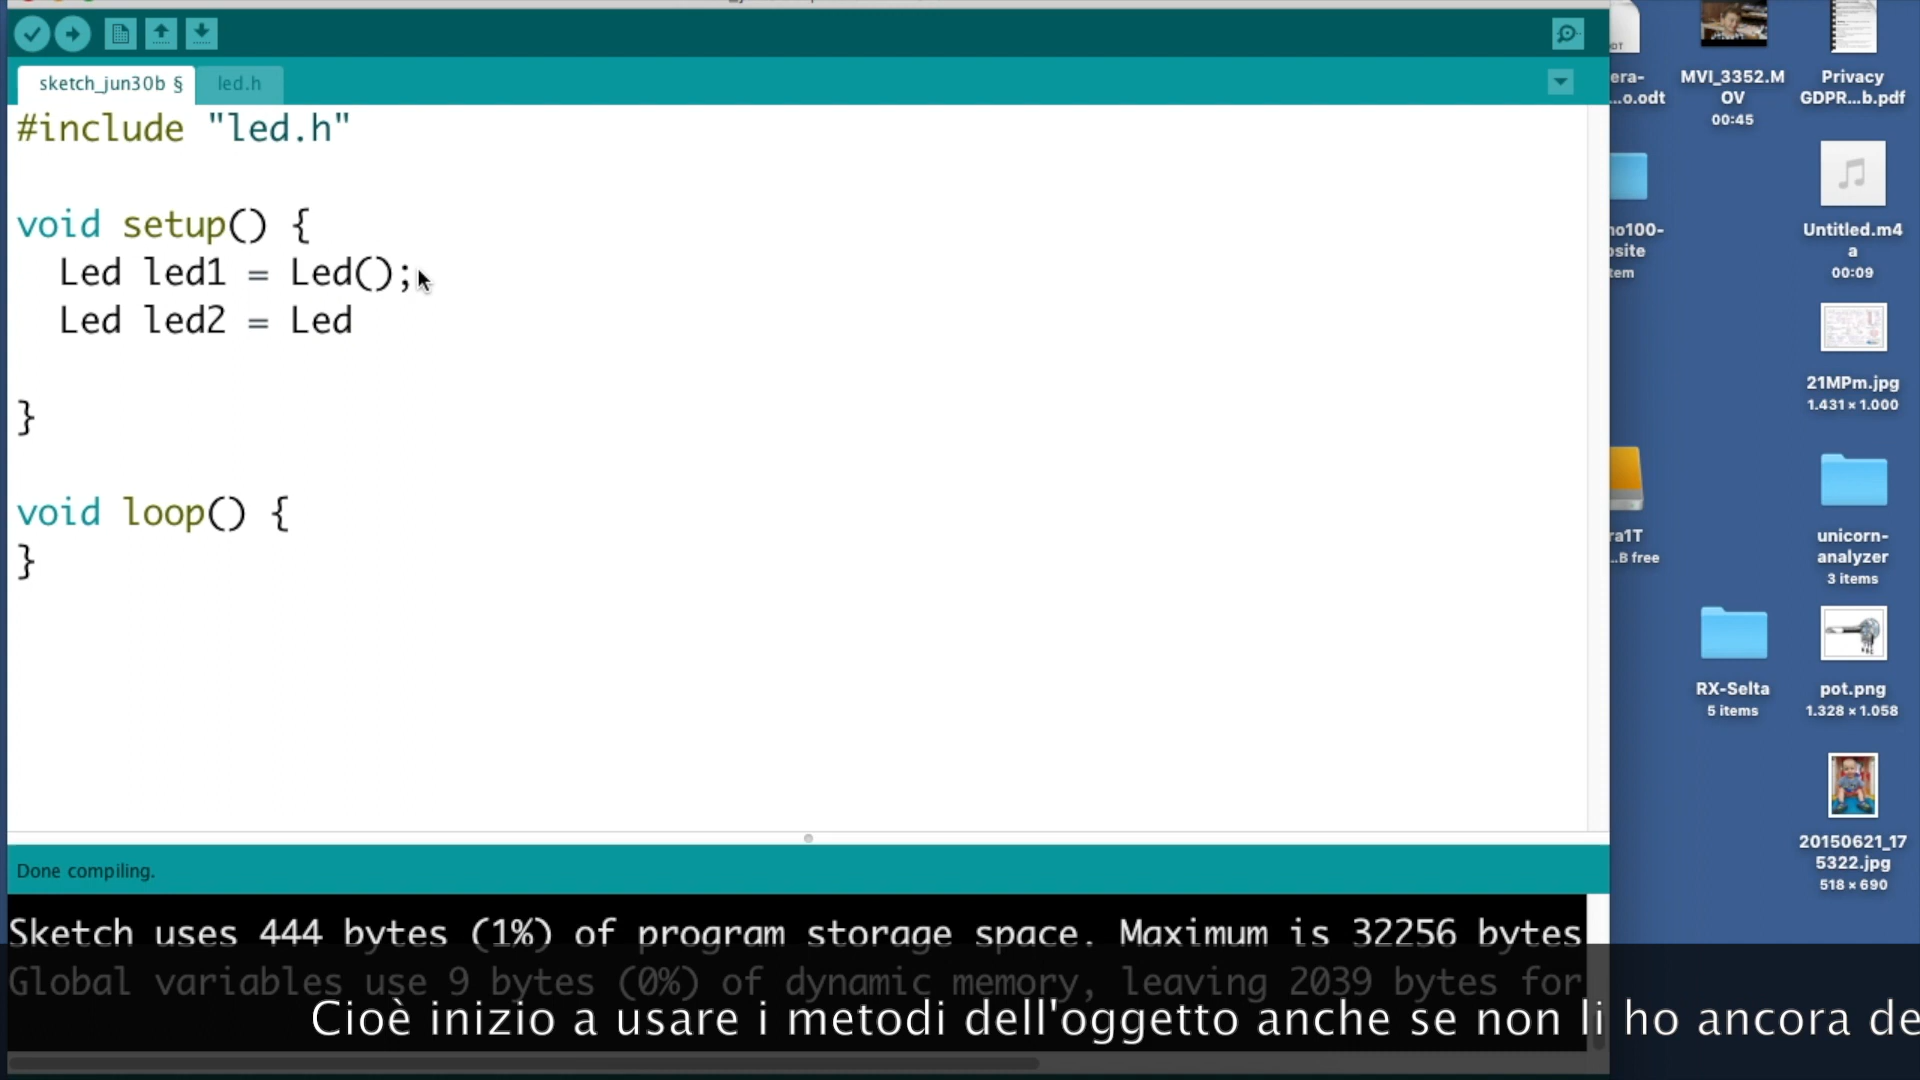 sketch_jun30b §
led.h
#include "led.h"
void setup() {
Led led1 = Led();
Led led2 = Led
}
void loop() {
}
Done compiling.
Sketch uses 444 bytes (1%) of program storage space. Maximum is 32256 bytes
Global variables use 9 bytes (0%) of dynamic memory, leaving 2039 bytes for
Cioè inizio a usare i metodi dell'oggetto anche se non li ho ancora de
era-
...o.odt
MVI_3352.M
OV
00:45
Privacy
GDPR...b.pdf
no100-
osite
tem
Untitled.m4
a
00:09
21MPm.jpg
1.431 × 1.000
ra1T
...B free
unicorn-
analyzer
3 items
RX-Selta
5 items
pot.png
1.328 × 1.058
20150621_17
5322.jpg
518 × 690